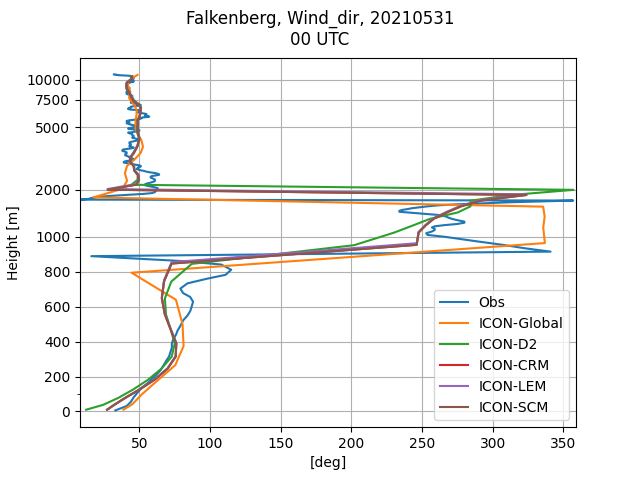 Falkenberg, Wind_dir, 20210531
00 UTC
10000
7500
5000
2000
1000
800
600
400
200
0
Height [m]
50
100
150
200
250
300
350
[deg]
Obs
ICON-Global
ICON-D2
ICON-CRM
ICON-LEM
ICON-SCM